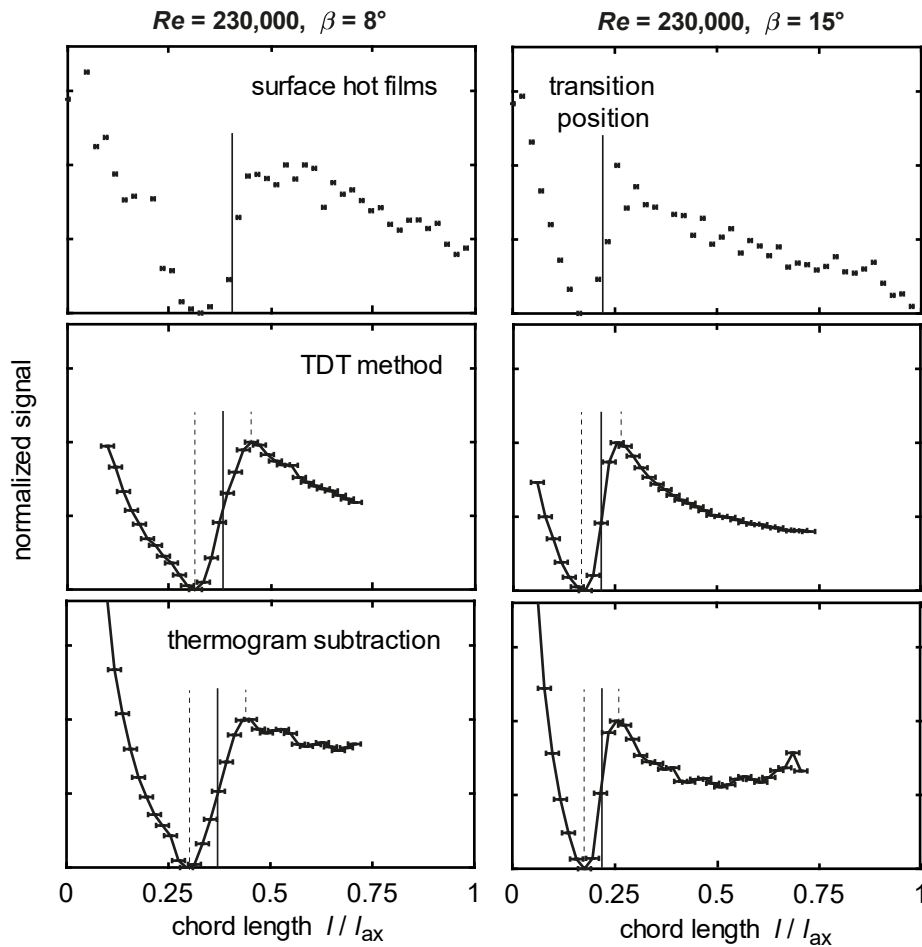 Re = 230,000, β = 8°
Re = 230,000, β = 15°
surface hot films
transition
position
TDT method
normalized signal
thermogram subtraction
0 0.25 0.5 0.75 1
0 0.25 0.5 0.75 1
chord length l / l_ax
chord length l / l_ax